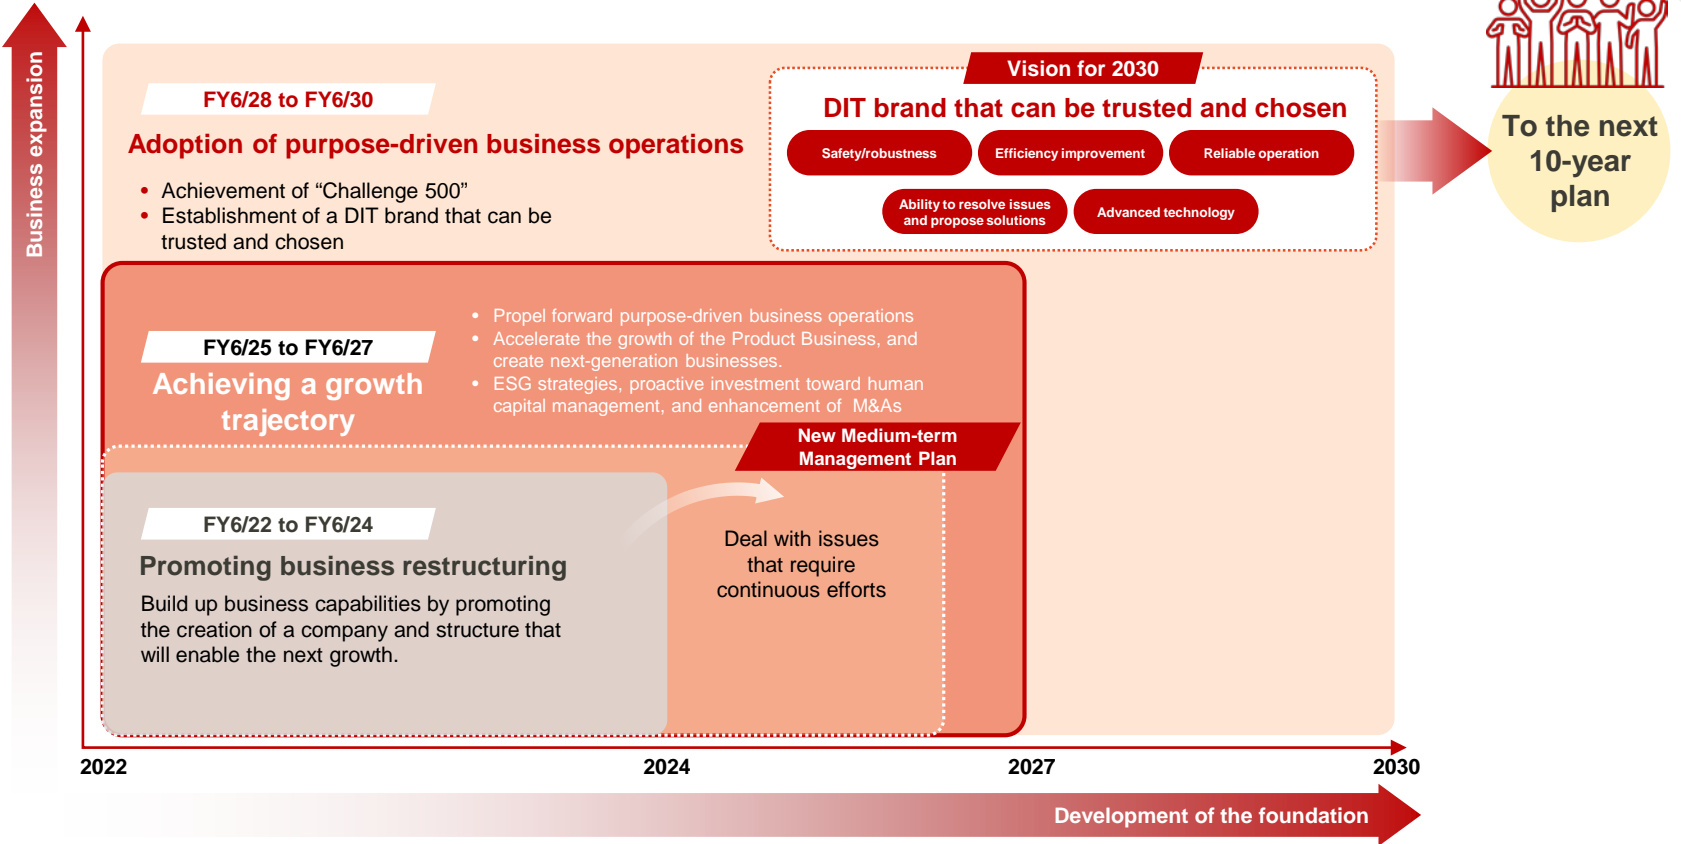 Business expansion
FY6/28 to FY6/30
Adoption of purpose-driven business operations
• Achievement of “Challenge 500”
• Establishment of a DIT brand that can be
trusted and chosen
Vision for 2030
DIT brand that can be trusted and chosen
Safety/robustness
Efficiency improvement
Reliable operation
Ability to resolve issues
and propose solutions
Advanced technology
To the next
10-year
plan
FY6/25 to FY6/27
Achieving a growth
trajectory
• Propel forward purpose-driven business operations
• Accelerate the growth of the Product Business, and
create next-generation businesses.
• ESG strategies, proactive investment toward human
capital management, and enhancement of M&As
New Medium-term
Management Plan
FY6/22 to FY6/24
Promoting business restructuring
Build up business capabilities by promoting
the creation of a company and structure that
will enable the next growth.
Deal with issues
that require
continuous efforts
2022
2024
2027
2030
Development of the foundation